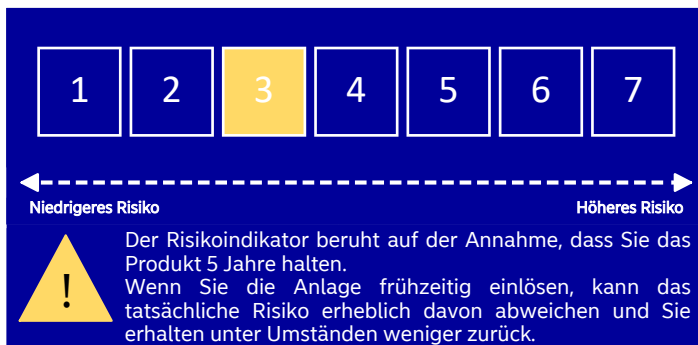 1 2 3 4 5 6 7
Niedrigeres Risiko Höheres Risiko
Der Risikoindikator beruht auf der Annahme, dass Sie das
Produkt 5 Jahre halten.
Wenn Sie die Anlage frühzeitig einlösen, kann das
tatsächliche Risiko erheblich davon abweichen und Sie
erhalten unter Umständen weniger zurück.
!